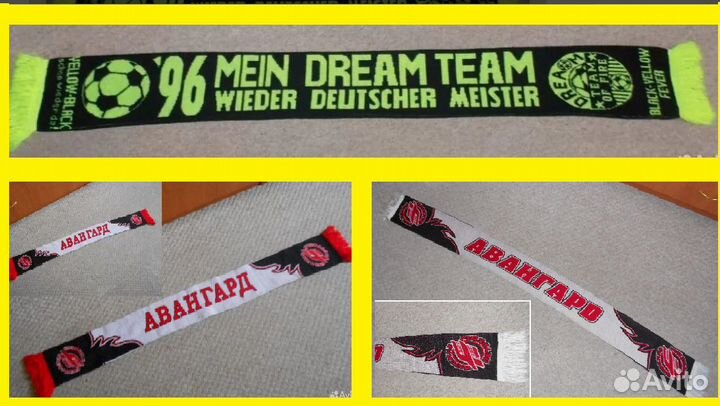 '96 MEIN DREAM TEAM
WIEDER DEUTSCHER MEISTER
YELLOW-BLACK
DREAM
TEAM
OF FIRE
BLACK-YELLOW
FEVER
АВАНГАРД
АВАНГАРД
АВАНГАРД
Avito